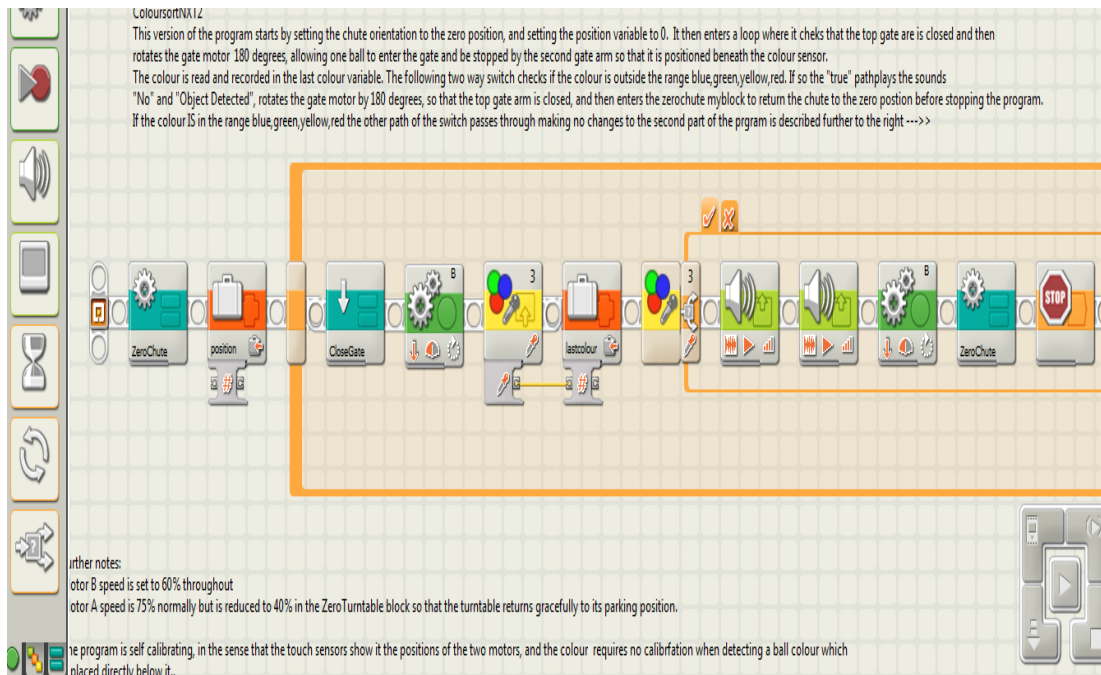 ColoursortNXT2
This version of the program starts by setting the chute orientation to the zero position, and setting the position variable to 0. It then enters a loop where it cheks that the top gate are is closed and then
rotates the gate motor 180 degrees, allowing one ball to enter the gate and be stopped by the second gate arm so that it is positioned beneath the colour sensor.
The colour is read and recorded in the last colour variable. The following two way switch checks if the colour is outside the range blue,green,yellow,red. If so the "true" pathplays the sounds
"No" and "Object Detected", rotates the gate motor by 180 degrees, so that the top gate arm is closed, and then enters the zerochute myblock to return the chute to the zero postion before stopping the program.
If the colour IS in the range blue,green,yellow,red the other path of the switch passes through making no changes to the second part of the prgram is described further to the right --->>
B
3
3
B
STOP
ZeroChute
position
CloseGate
lastcolour
ZeroChute
#
#
urther notes:
otor B speed is set to 60% throughout
otor A speed is 75% normally but is reduced to 40% in the ZeroTurntable block so that the turntable returns gracefully to its parking position.
he program is self calibrating, in the sense that the touch sensors show it the positions of the two motors, and the colour requires no calibrfation when detecting a ball colour which
placed directly below it..